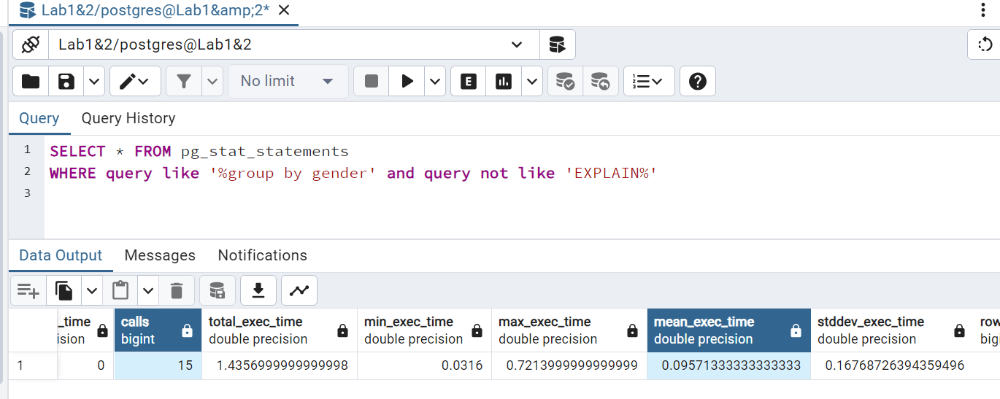 Lab1&2/postgres@Lab1&amp;2*
Lab1&2/postgres@Lab1&2
No limit
E
Query Query History
1 SELECT * FROM pg_stat_statements
2 WHERE query like '%group by gender' and query not like 'EXPLAIN%'
3
Data Output Messages Notifications
_time calls total_exec_time min_exec_time max_exec_time mean_exec_time stddev_exec_time row
ision bigint double precision double precision double precision double precision double precision big
1 0 15 1.4356999999999998 0.0316 0.7213999999999999 0.09571333333333333 0.16768726394359496